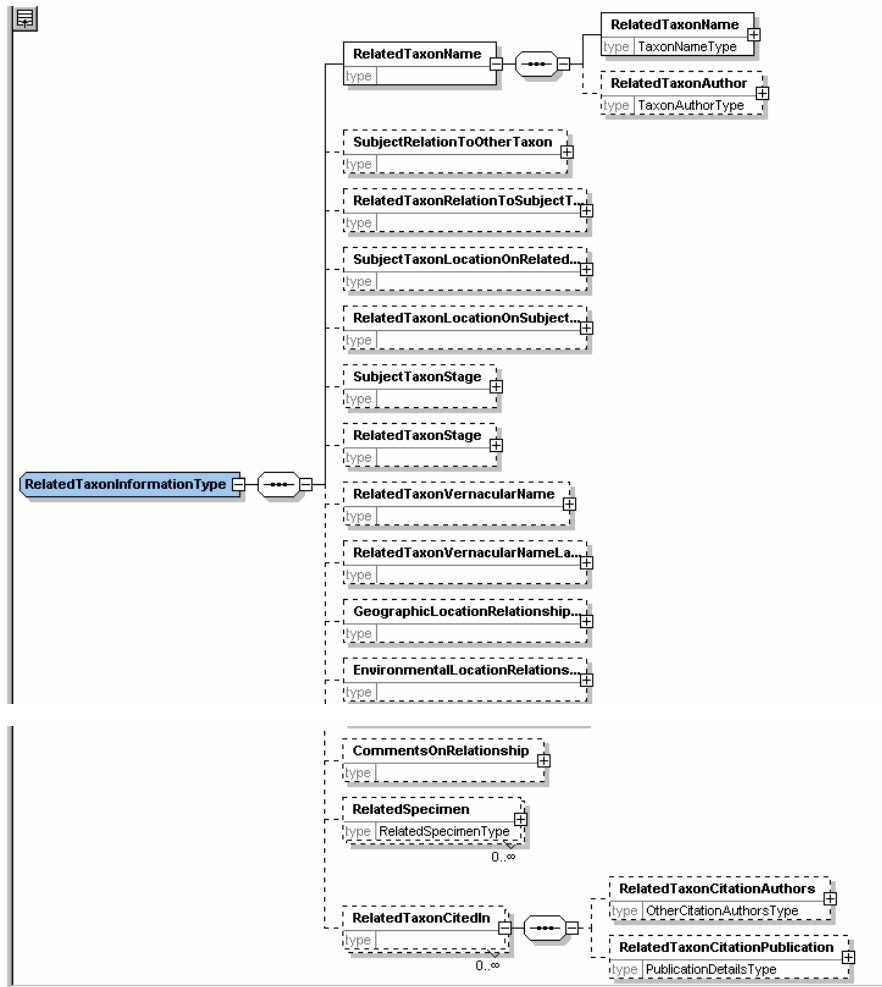 RelatedTaxonName
type
RelatedTaxonName
type TaxonNameType
RelatedTaxonAuthor
type TaxonAuthorType
SubjectRelationToOtherTaxon
type
RelatedTaxonRelationToSubjectT...
type
SubjectTaxonLocationOnRelated...
type
RelatedTaxonLocationOnSubject...
type
SubjectTaxonStage
type
RelatedTaxonStage
type
RelatedTaxonInformationType
RelatedTaxonVernacularName
type
RelatedTaxonVernacularNameLa...
type
GeographicLocationRelationship...
type
EnvironmentalLocationRelations...
type
CommentsOnRelationship
type
RelatedSpecimen
type RelatedSpecimenType
0..∞
RelatedTaxonCitedIn
type
0..∞
RelatedTaxonCitationAuthors
type OtherCitationAuthorsType
RelatedTaxonCitationPublication
type PublicationDetailsType